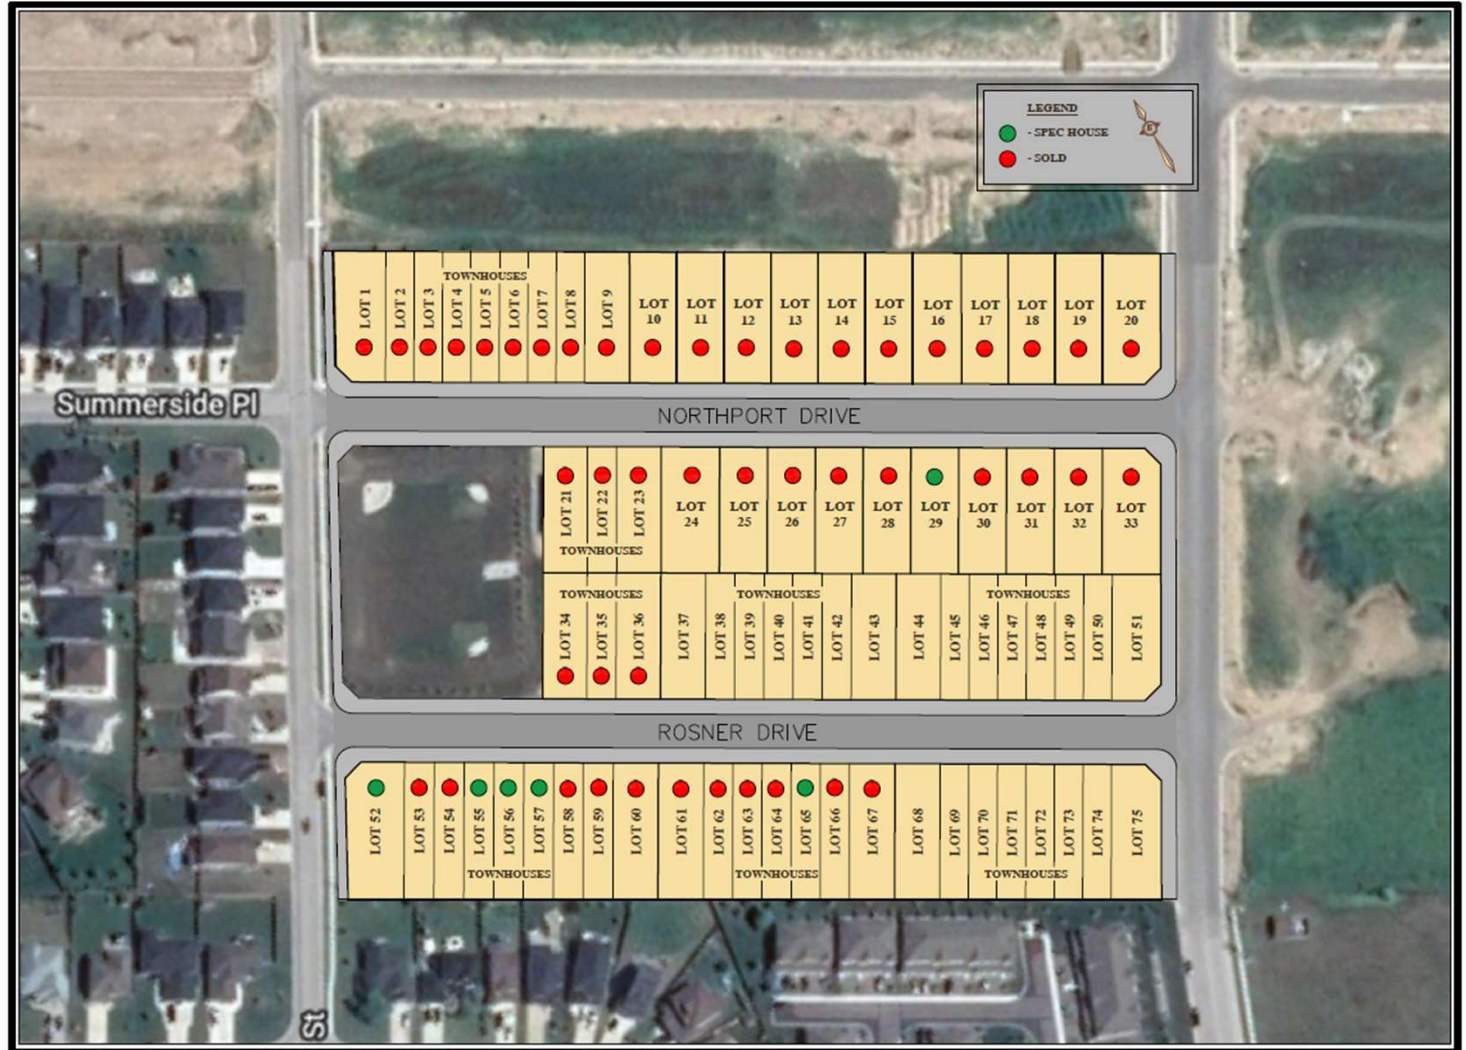 LEGEND
- SPEC HOUSE
- SOLD
TOWNHOUSES
LOT 1
LOT 2
LOT 3
LOT 4
LOT 5
LOT 6
LOT 7
LOT 8
LOT 9
LOT
10
LOT
11
LOT
12
LOT
13
LOT
14
LOT
15
LOT
16
LOT
17
LOT
18
LOT
19
LOT
20
Summerside Pl
NORTHPORT DRIVE
LOT 21
LOT 22
LOT 23
TOWNHOUSES
LOT
24
LOT
25
LOT
26
LOT
27
LOT
28
LOT
29
LOT
30
LOT
31
LOT
32
LOT
33
TOWNHOUSES
TOWNHOUSES
TOWNHOUSES
LOT 34
LOT 35
LOT 36
LOT 37
LOT 38
LOT 39
LOT 40
LOT 41
LOT 42
LOT 43
LOT 44
LOT 45
LOT 46
LOT 47
LOT 48
LOT 49
LOT 50
LOT 51
ROSNER DRIVE
LOT 52
LOT 53
LOT 54
LOT 55
LOT 56
LOT 57
LOT 58
LOT 59
LOT 60
LOT 61
LOT 62
LOT 63
LOT 64
LOT 65
LOT 66
LOT 67
LOT 68
LOT 69
LOT 70
LOT 71
LOT 72
LOT 73
LOT 74
LOT 75
TOWNHOUSES
TOWNHOUSES
TOWNHOUSES
St